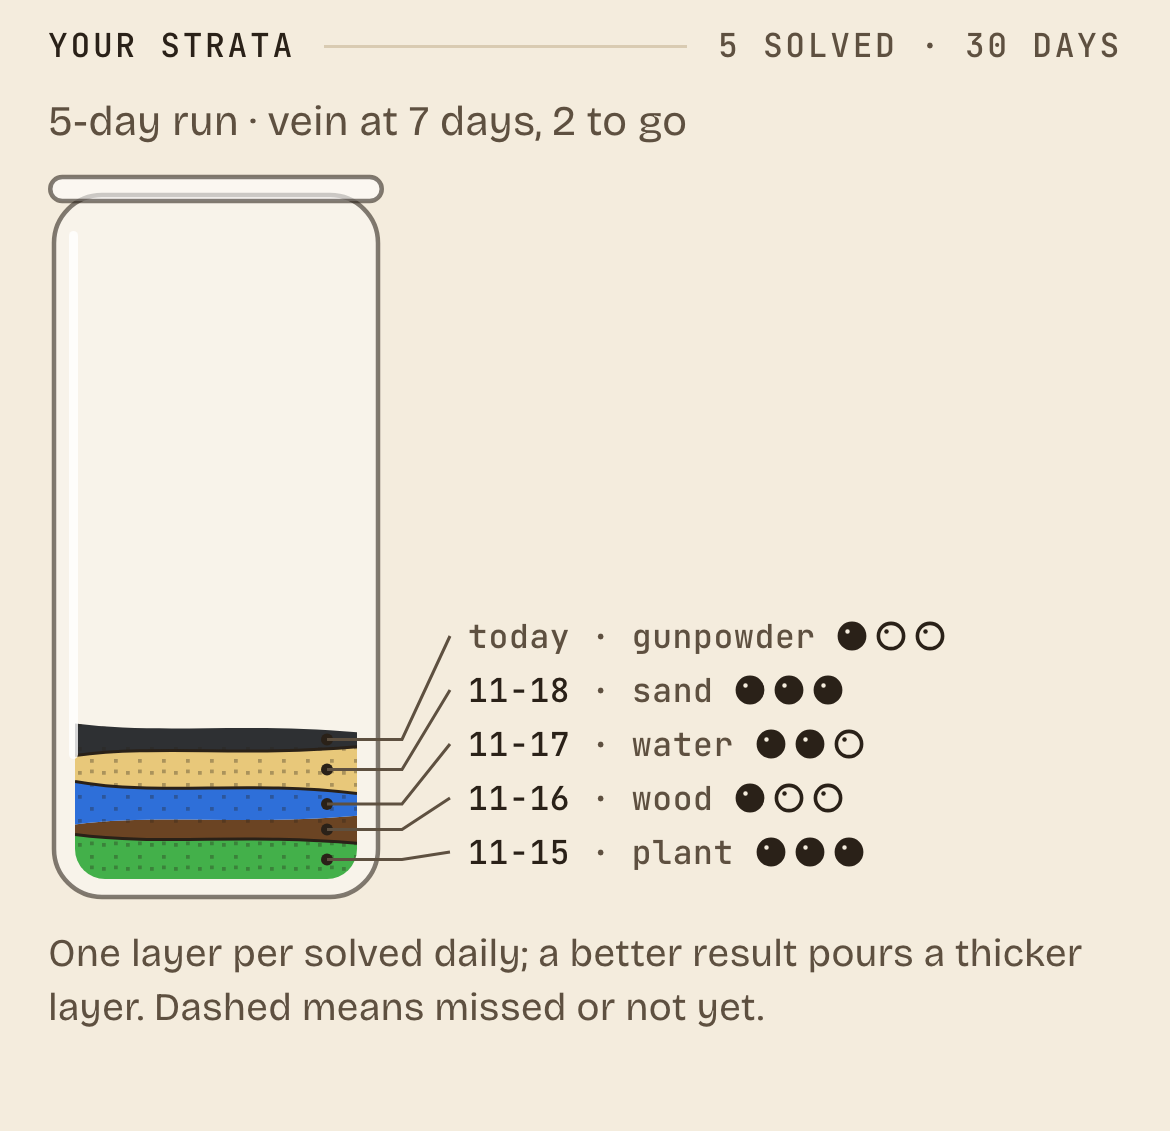 YOUR STRATA
5 SOLVED · 30 DAYS
5-day run · vein at 7 days, 2 to go
today · gunpowder
11-18 · sand
11-17 · water
11-16 · wood
11-15 · plant
One layer per solved daily; a better result pours a thicker
layer. Dashed means missed or not yet.